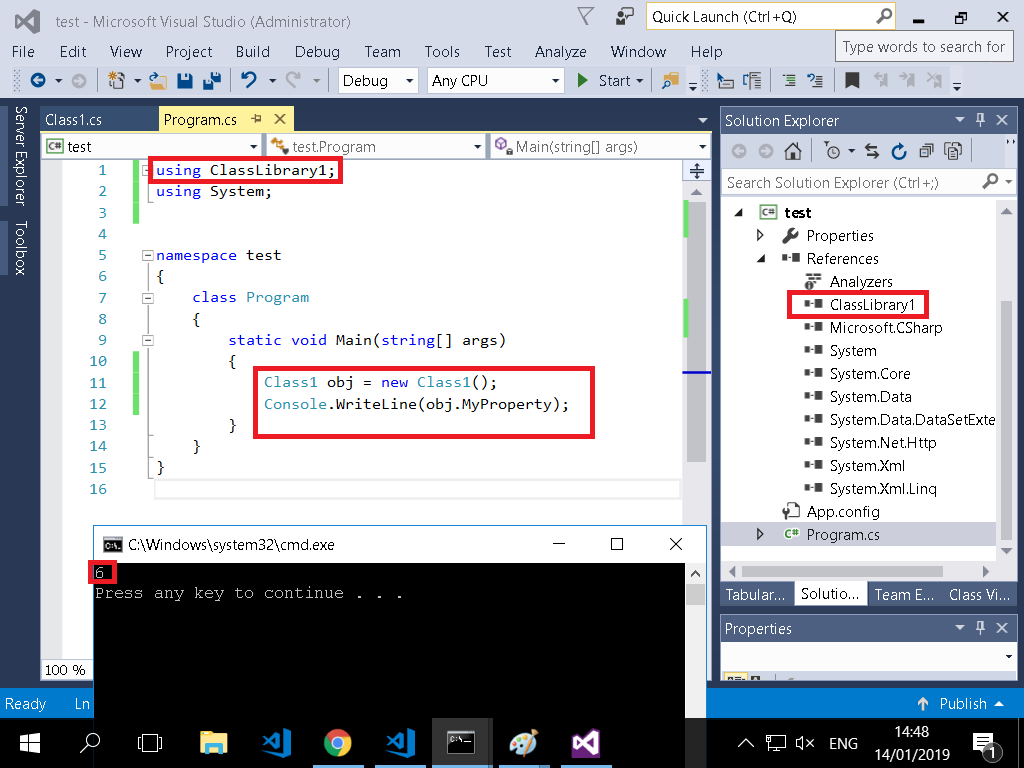 test - Microsoft Visual Studio (Administrator)
Quick Launch (Ctrl+Q)
File Edit View Project Build Debug Team Tools Test Analyze Window Help
Type words to search for
Debug Any CPU Start
Server Explorer
Toolbox
Class1.cs Program.cs
C# test test.Program Main(string[] args)
1 using ClassLibrary1;
2 using System;
3
4
5 namespace test
6 {
7 class Program
8 {
9 static void Main(string[] args)
10 {
11 Class1 obj = new Class1();
12 Console.WriteLine(obj.MyProperty);
13 }
14 }
15 }
16
100 %
Solution Explorer
Search Solution Explorer (Ctrl+;)
C# test
Properties
References
Analyzers
ClassLibrary1
Microsoft.CSharp
System
System.Core
System.Data
System.Data.DataSetExte
System.Net.Http
System.Xml
System.Xml.Linq
App.config
C# Program.cs
Tabular... Solutio... Team E... Class Vi...
Properties
C:\Windows\system32\cmd.exe
6
Press any key to continue . . .
Ready Ln Publish
ENG
14:48
14/01/2019
1